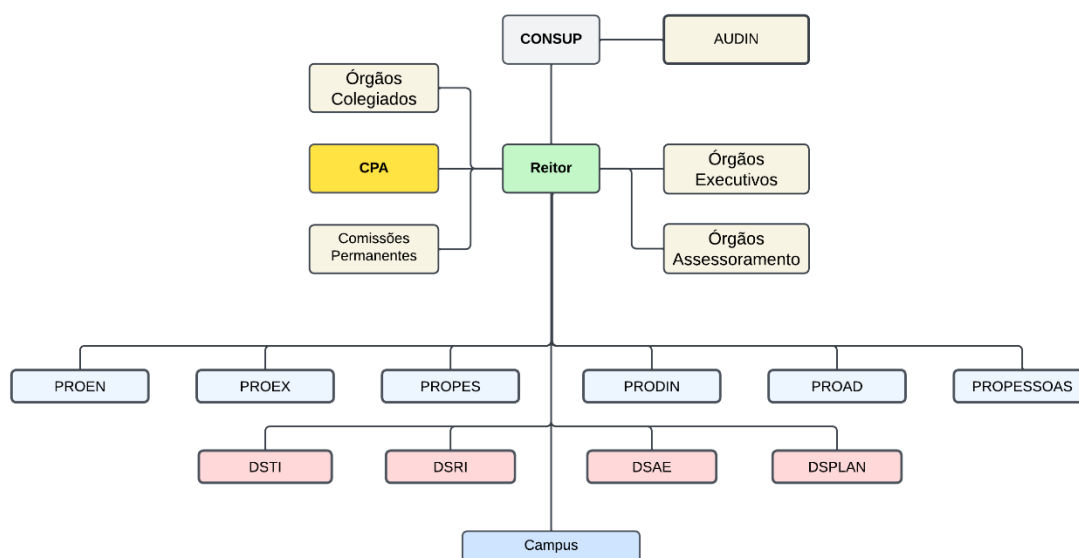 CONSUP
AUDIN
Órgãos
Colegiados
CPA
Reitor
Órgãos
Executivos
Comissões
Permanentes
Órgãos
Assessoramento
PROEN
PROEX
PROPES
PRODIN
PROAD
PROPESSOAS
DSTI
DSRI
DSAE
DSPLAN
Campus